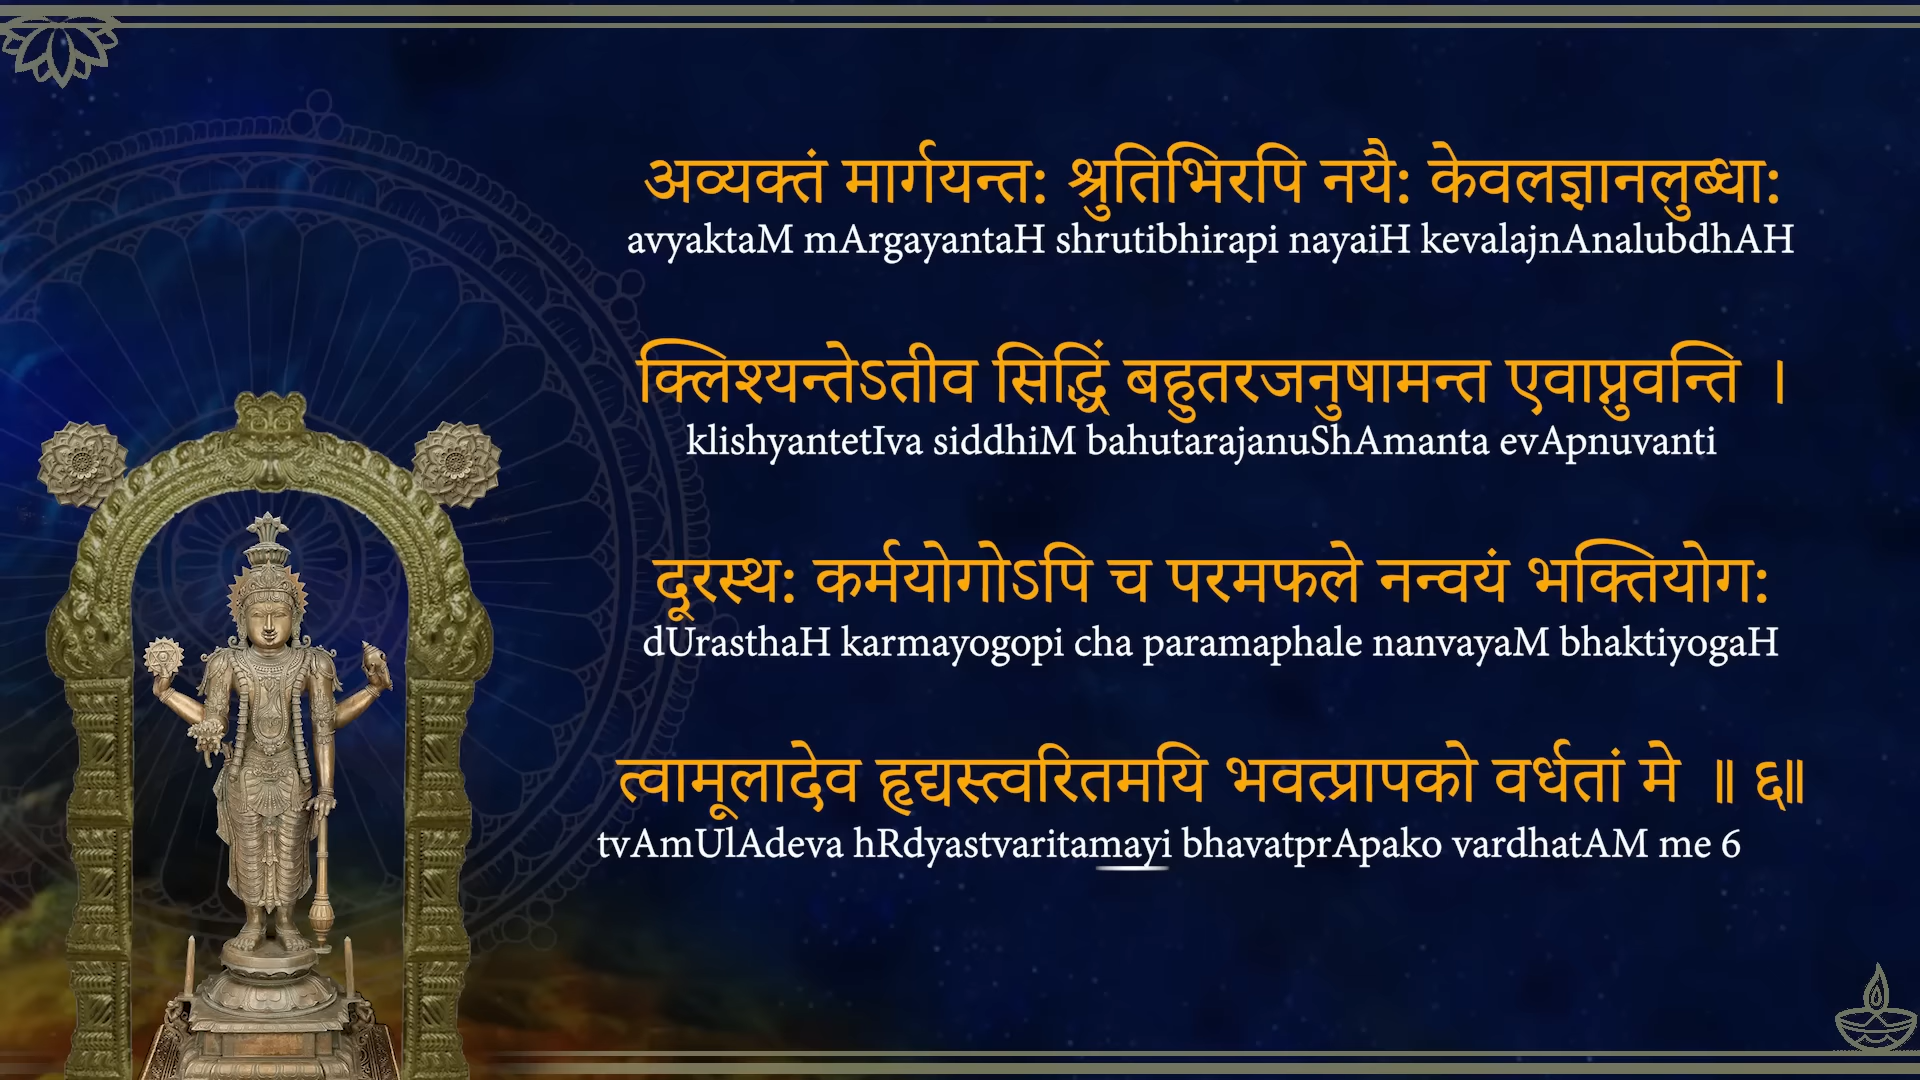 अव्यक्तं मार्गयन्त: श्रुतिभिरपि नयै: केवलज्ञानलुब्धा:
avyaktaM mArgayantaH shrutibhirapi nayaiH kevalajnAnalubdhAH
क्लिश्यन्तेऽतीव सिद्धिं बहुतरजनुषामन्त एवाप्नुवन्ति ।
klishyantetIva siddhiM bahutarajanuShAmanta evApnuvanti
दूरस्थ: कर्मयोगोऽपि च परमफले नन्वयं भक्तियोग:
dUrasthaH karmayogopi cha paramaphale nanvayaM bhaktiyogaH
त्वामूलादेव हृद्यस्त्वरितमयि भवत्प्रापको वर्धतां मे ॥ ६॥
tvAmUlAdeva hRdyastvaritamayi bhavatprApako vardhatAM me 6